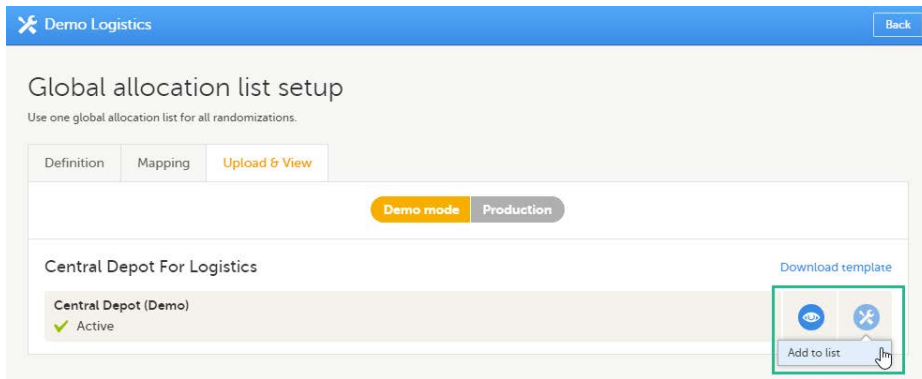 Demo Logistics
Back
Global allocation list setup
Use one global allocation list for all randomizations.
Definition Mapping Upload & View
Demo mode Production
Central Depot For Logistics
Download template
Central Depot (Demo)
Active
Add to list